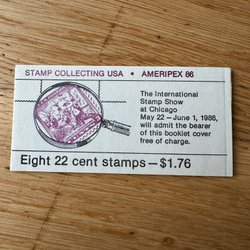 STAMP COLLECTING USA • AMERIPEX 86
The International
Stamp Show
at Chicago
May 22 – June 1, 1986,
will admit the bearer
of this booklet cover
free of charge.
Eight 22 cent stamps – $1.76